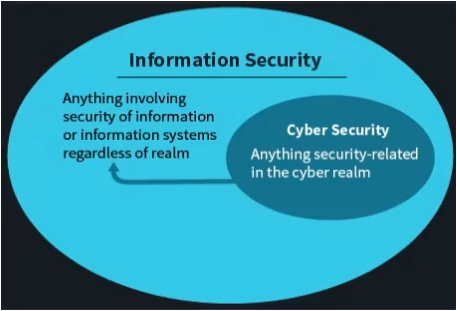 Information Security
Anything involving
security of information
or information systems
regardless of realm
Cyber Security
Anything security-related
in the cyber realm